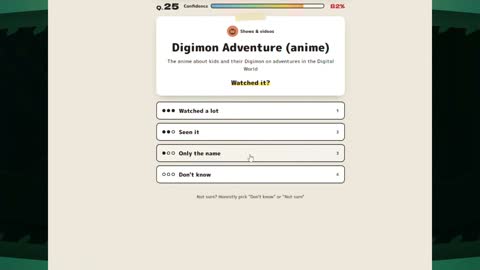 Q.25 Confidence 62%
Shows & videos
Digimon Adventure (anime)
The anime about kids and their Digimon on adventures in the Digital
World
Watched it?
Watched a lot 1
Seen it 2
Only the name 3
Don't know 4
Not sure? Honestly pick "Don't know" or "Not sure"